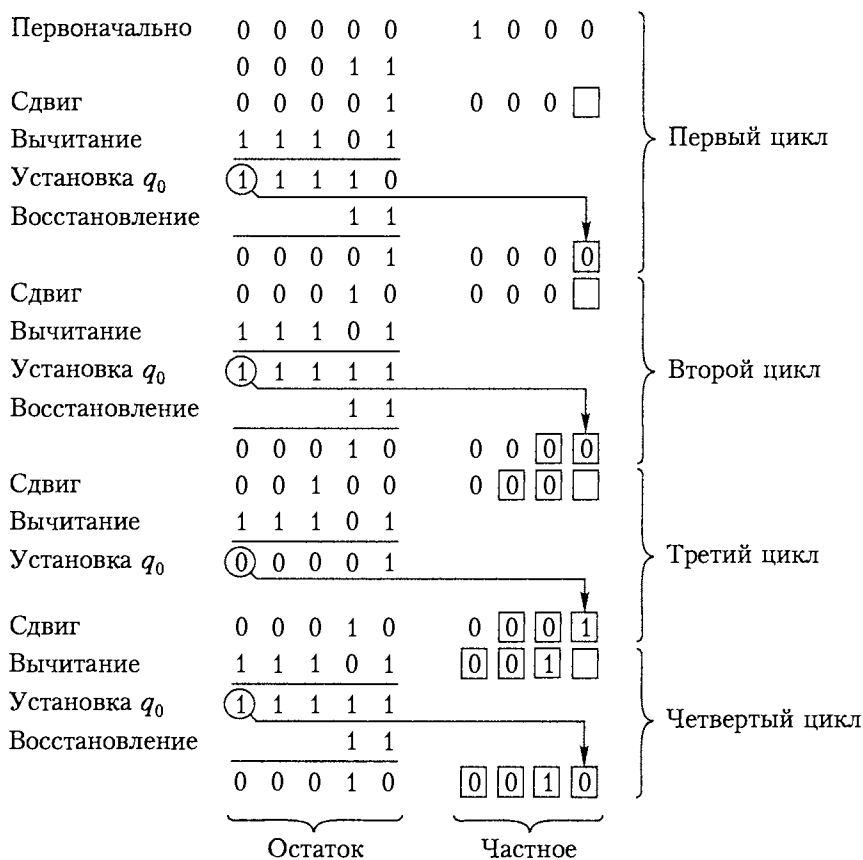 Первоначально 0 0 0 0 0 1 0 0 0
0 0 0 1 1
Сдвиг 0 0 0 0 1 0 0 0
Вычитание 1 1 1 0 1 Первый цикл
Установка q0 1 1 1 1 0
Восстановление 1 1
0 0 0 0 1 0 0 0 0
Сдвиг 0 0 0 1 0 0 0 0
Вычитание 1 1 1 0 1
Установка q0 1 1 1 1 1 Второй цикл
Восстановление 1 1
0 0 0 1 0 0 0 0 0
Сдвиг 0 0 1 0 0 0 0 0
Вычитание 1 1 1 0 1
Установка q0 0 0 0 0 1 Третий цикл
Сдвиг 0 0 0 1 0 0 0 0 1
Вычитание 1 1 1 0 1 0 0 1
Установка q0 1 1 1 1 1 Четвертый цикл
Восстановление 1 1
0 0 0 1 0 0 0 1 0
Остаток Частное